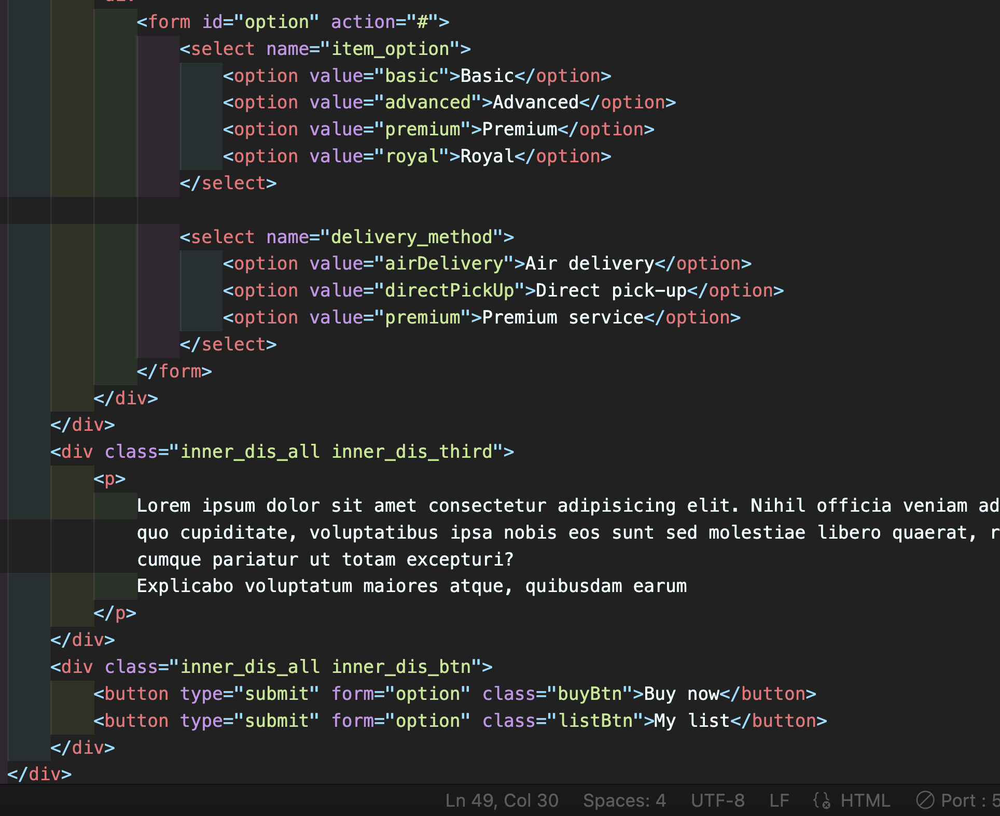 <form id="option" action="#">
<select name="item_option">
<option value="basic">Basic</option>
<option value="advanced">Advanced</option>
<option value="premium">Premium</option>
<option value="royal">Royal</option>
</select>
<select name="delivery_method">
<option value="airDelivery">Air delivery</option>
<option value="directPickUp">Direct pick-up</option>
<option value="premium">Premium service</option>
</select>
</form>
</div>
</div>
<div class="inner_dis_all inner_dis_third">
<p>
Lorem ipsum dolor sit amet consectetur adipisicing elit. Nihil officia veniam ad
quo cupiditate, voluptatibus ipsa nobis eos sunt sed molestiae libero quaerat,
cumque pariatur ut totam excepturi?
Explicabo voluptatum maiores atque, quibusdam earum
</p>
</div>
<div class="inner_dis_all inner_dis_btn">
<button type="submit" form="option" class="buyBtn">Buy now</button>
<button type="submit" form="option" class="listBtn">My list</button>
</div>
</div>
Ln 49, Col 30 Spaces: 4 UTF-8 LF HTML Port : 5